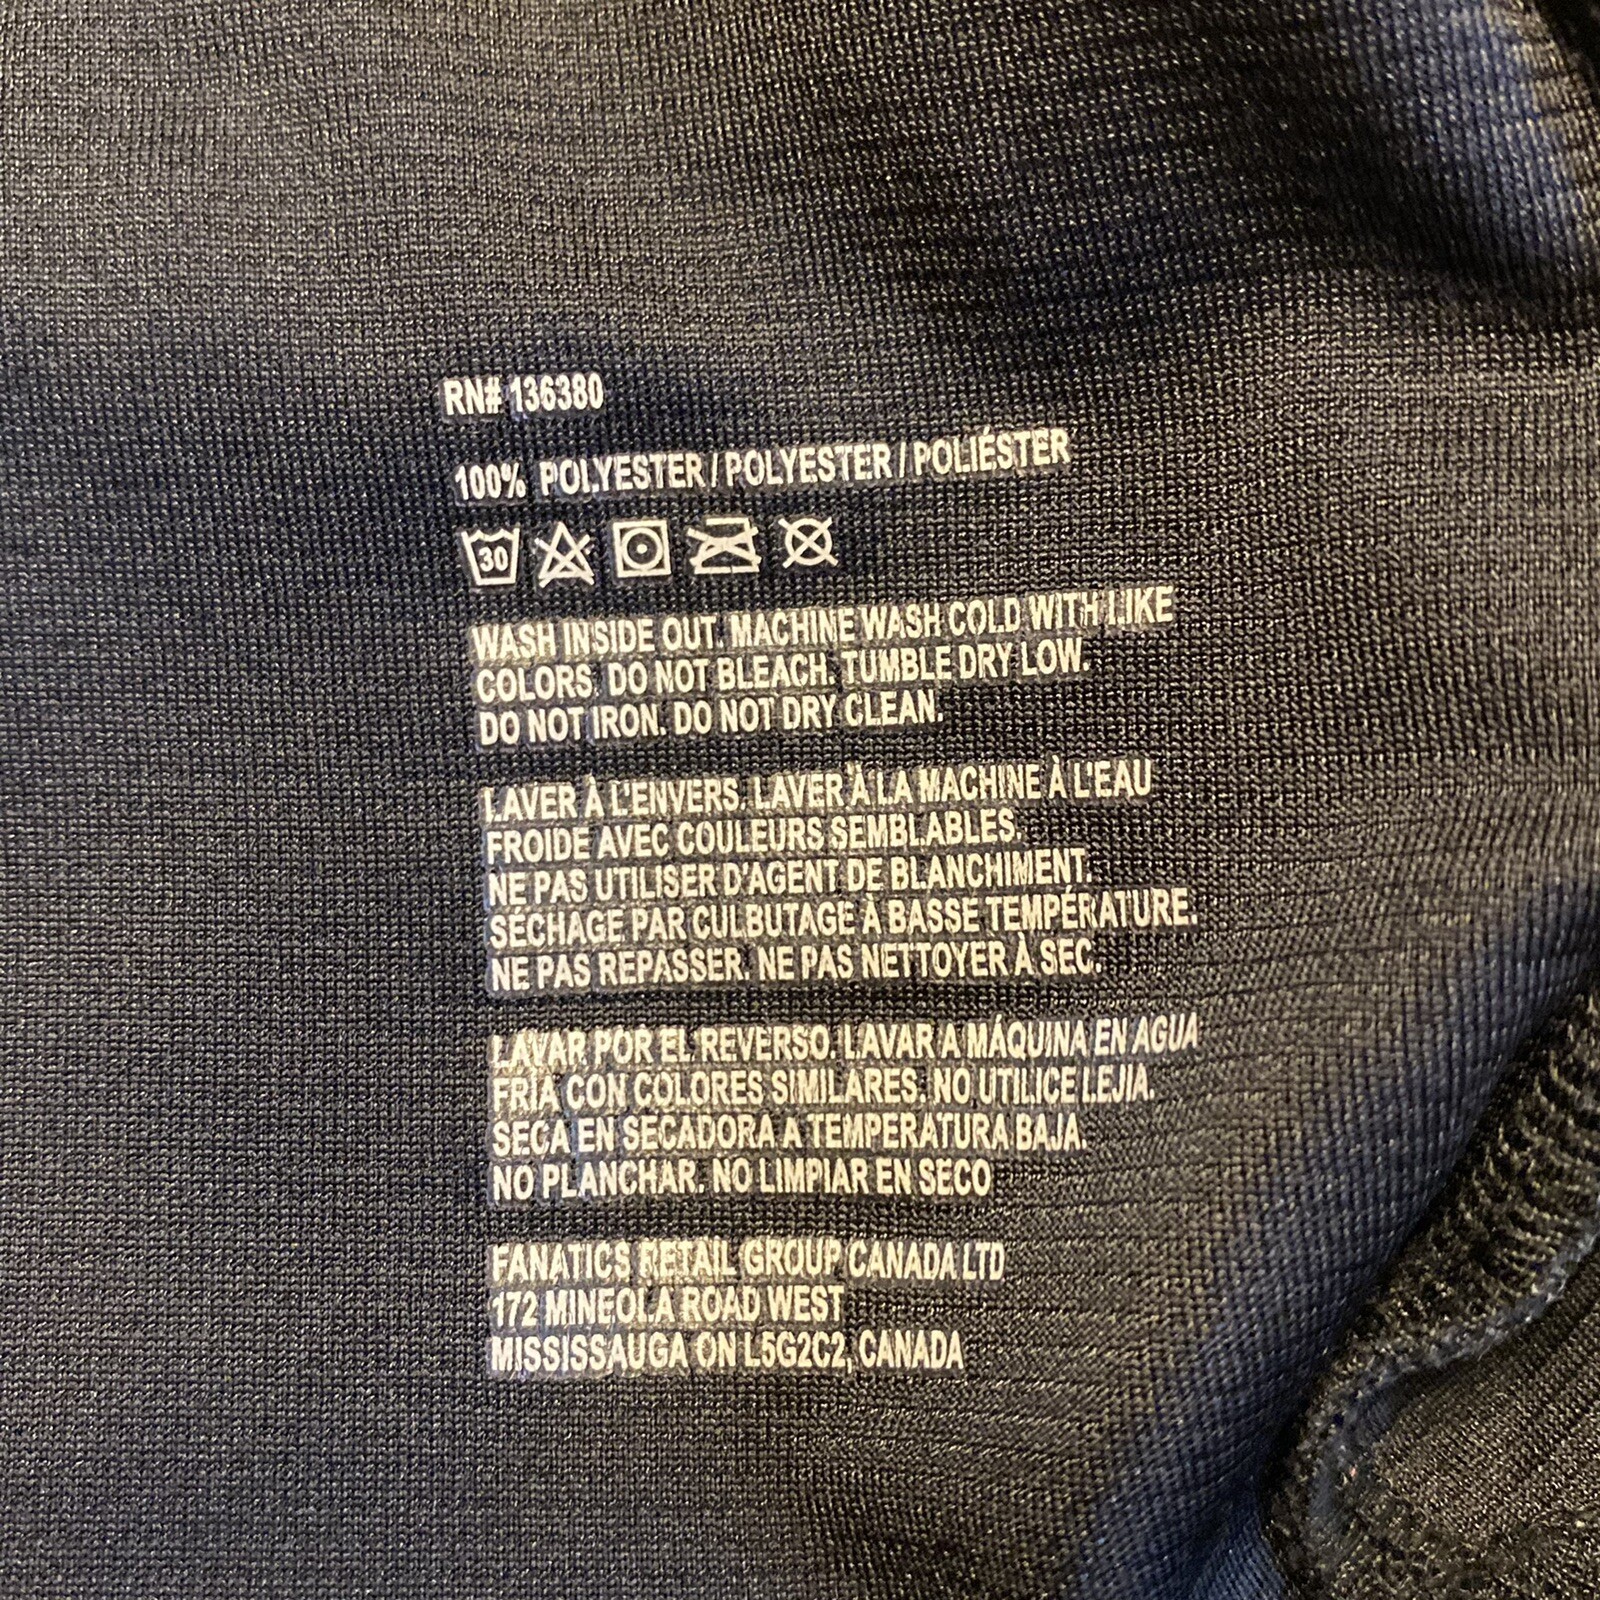 RN# 136380
100% POLYESTER / POLYESTER / POLIÉSTER
30
WASH INSIDE OUT. MACHINE WASH COLD WITH LIKE
COLORS. DO NOT BLEACH. TUMBLE DRY LOW.
DO NOT IRON. DO NOT DRY CLEAN.
LAVER À L'ENVERS. LAVER À LA MACHINE À L'EAU
FROIDE AVEC COULEURS SEMBLABLES.
NE PAS UTILISER D'AGENT DE BLANCHIMENT.
SÉCHAGE PAR CULBUTAGE À BASSE TEMPÉRATURE.
NE PAS REPASSER. NE PAS NETTOYER À SEC.
LAVAR POR EL REVERSO. LAVAR A MÁQUINA EN AGUA
FRÍA CON COLORES SIMILARES. NO UTILICE LEJIA.
SECA EN SECADORA A TEMPERATURA BAJA.
NO PLANCHAR. NO LIMPIAR EN SECO
FANATICS RETAIL GROUP CANADA LTD
172 MINEOLA ROAD WEST
MISSISSAUGA ON L5G2C2, CANADA